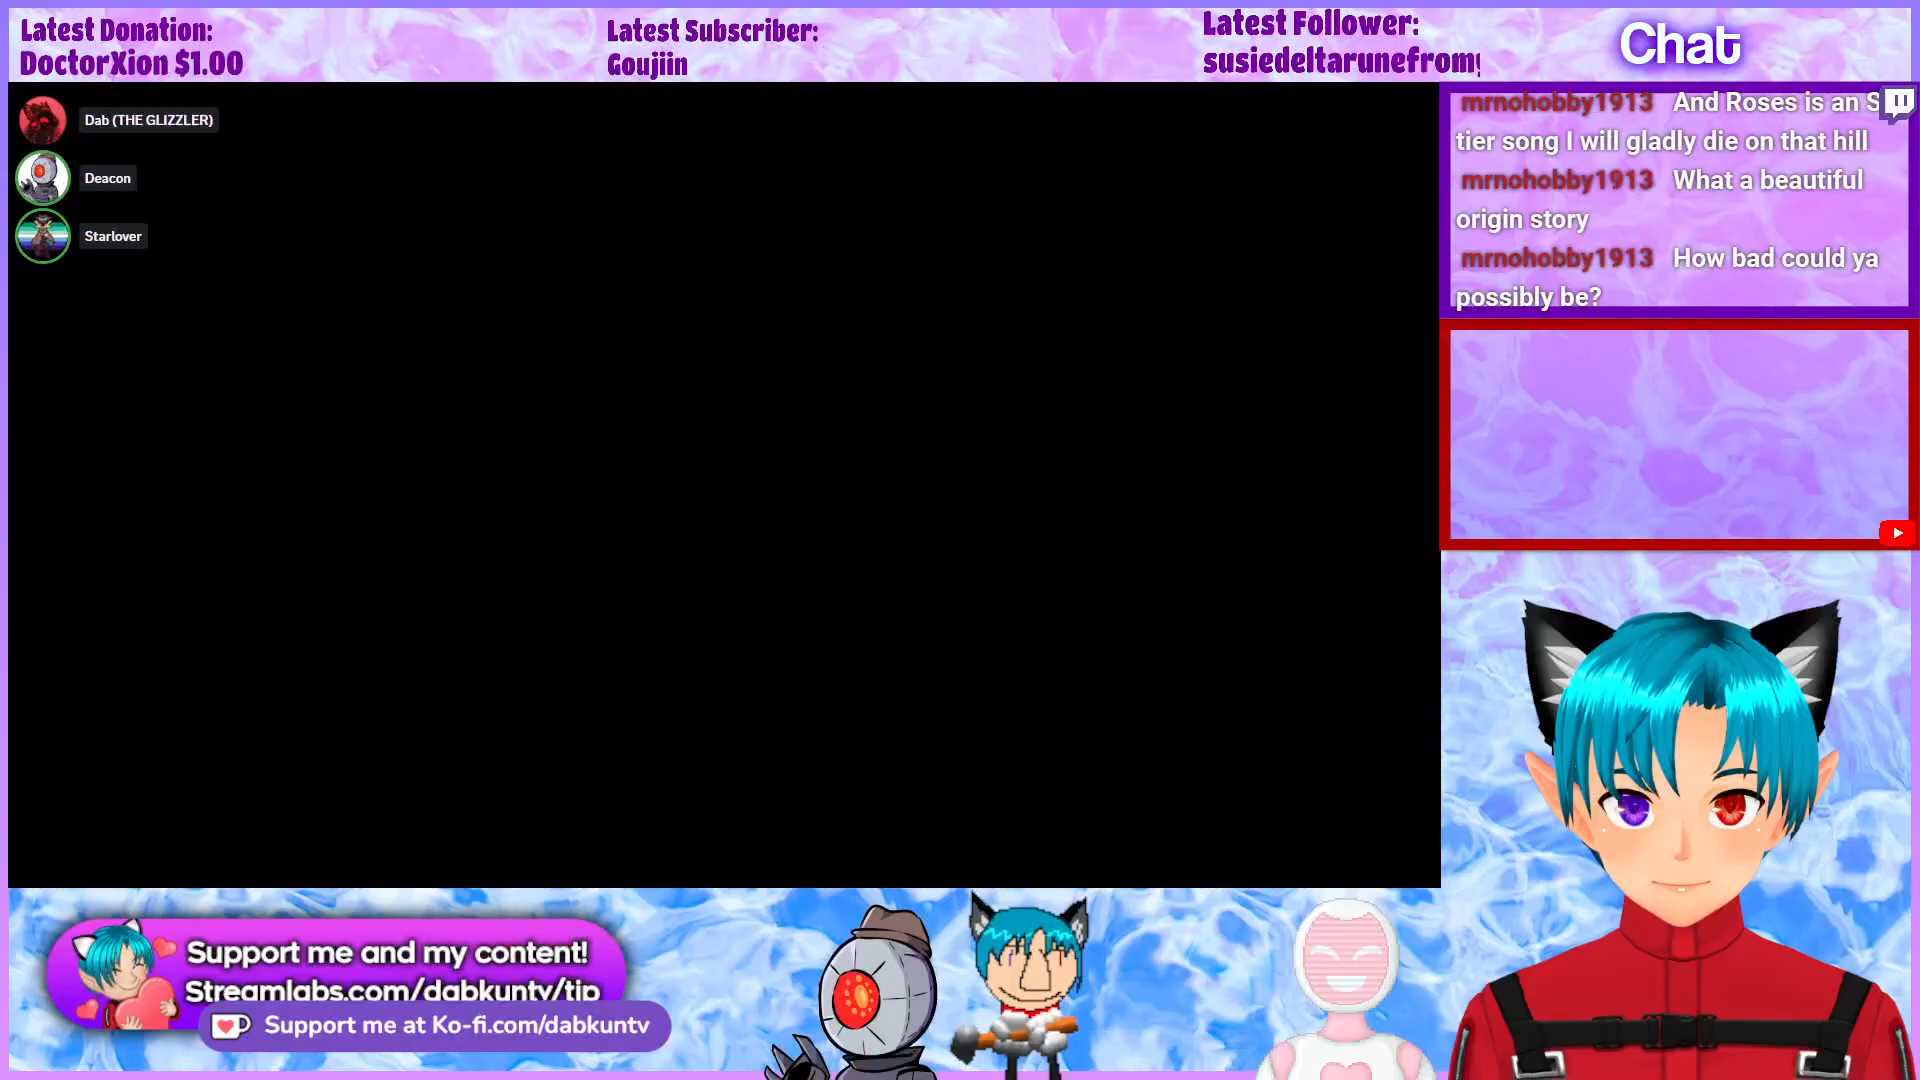 Latest Donation:
DoctorXion $1.00
Latest Subscriber:
Goujiin
Latest Follower:
susiedeltarunefrom
Chat
Dab (THE GLIZZLER)
Deacon
Starlover
mrnohobby1913 And Roses is an S
tier song I will gladly die on that hill
mrnohobby1913 What a beautiful
origin story
mrnohobby1913 How bad could ya
possibly be?
Support me and my content!
Streamlabs.com/dabkuntv/tip
Support me at Ko-fi.com/dabkuntv